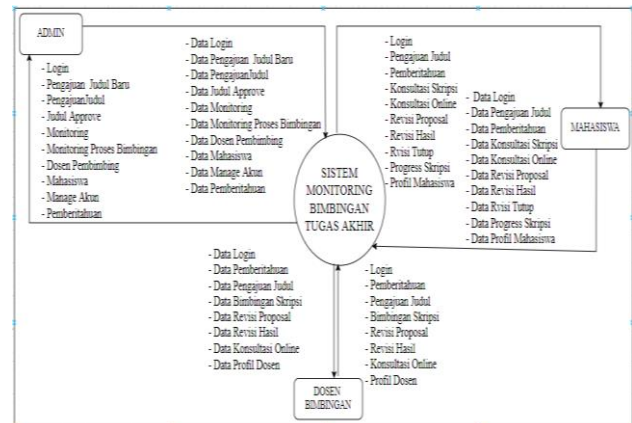 ADMIN
- Login
- Pengajuan Judul Baru
- PengajuanJudul
- Judul Approve
- Monitoring
- Monitoring Proses Bimbingan
- Dosen Pembimbing
- Mahasiswa
- Manage Akun
- Pemberitahuan
- Data Login
- Data Pengajuan Judul Baru
- Data PengajuanJudul
- Data Judul Approve
- Data Monitoring
- Data Monitoring Proses Bimbingan
- Data Dosen Pembimbing
- Data Mahasiswa
- Data Manage Akun
- Data Pemberitahuan
SISTEM
MONITORING
BIMBINGAN
TUGAS AKHIR
- Login
- Pengajuan Judul
- Pemberitahuan
- Konsultasi Skripsi
- Konsultasi Online
- Revisi Proposal
- Revisi Hasil
- Rvisi Tutup
- Progress Skripsi
- Profil Mahasiswa
- Data Login
- Data Pengajuan Judul
- Data Pemberitahuan
- Data Konsultasi Skripsi
- Data Konsultasi Online
- Data Revisi Proposal
- Data Revisi Hasil
- Data Rvisi Tutup
- Data Progress Skripsi
- Data Profil Mahasiswa
MAHASISWA
- Data Login
- Data Pemberitahuan
- Data Pengajuan Judul
- Data Bimbingan Skripsi
- Data Revisi Proposal
- Data Revisi Hasil
- Data Konsultasi Online
- Data Profil Dosen
- Login
- Pemberitahuan
- Pengajuan Judul
- Bimbingan Skripsi
- Revisi Proposal
- Revisi Hasil
- Konsultasi Online
- Profil Dosen
DOSEN
BIMBINGAN